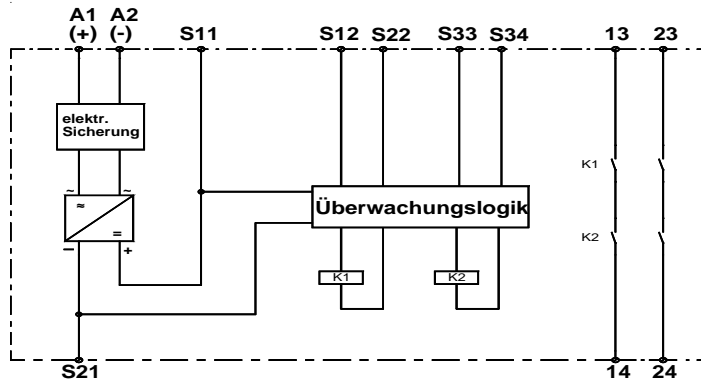 A1 A2
(+) (-) S11 S12 S22 S33 S34 13 23
elektr.
Sicherung
K1
~ ~
≈
Überwachungslogik
=
K2
− +
K1 K2
S21 14 24